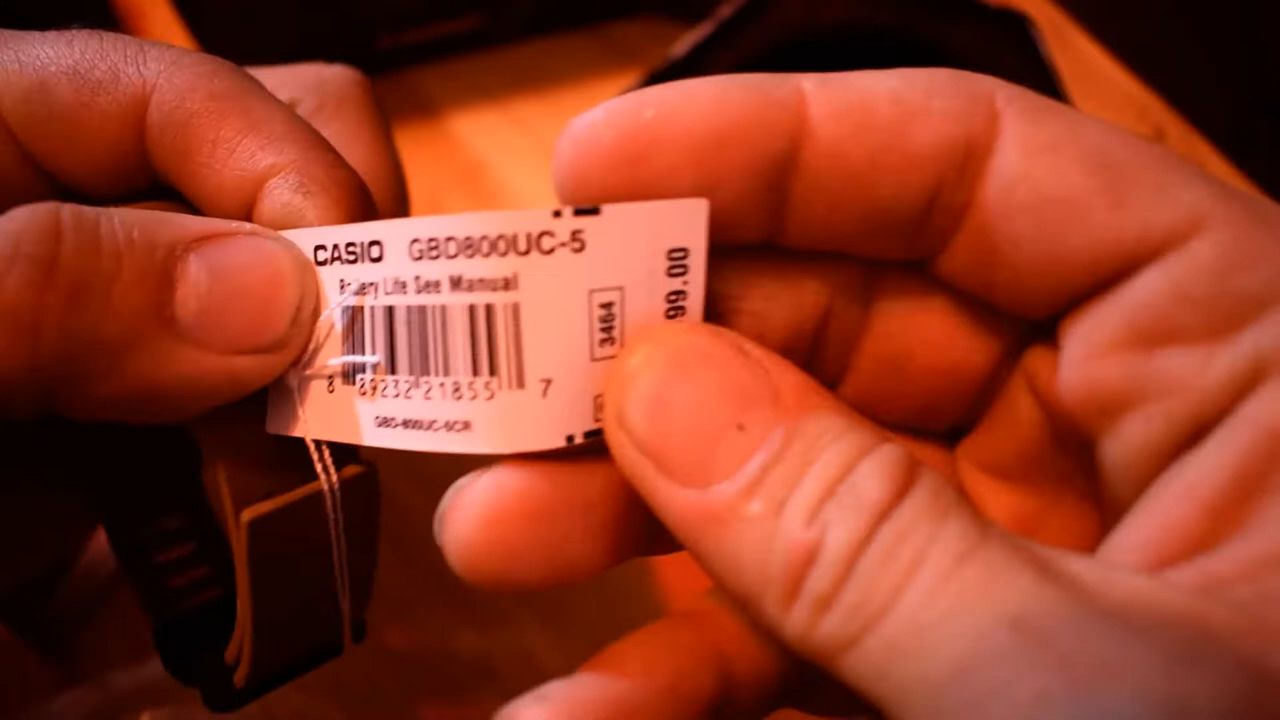 CASIO GBD800UC-5
Battery Life See Manual
8 89232 21855 7
GBD-800UC-5CR
3464
99.00